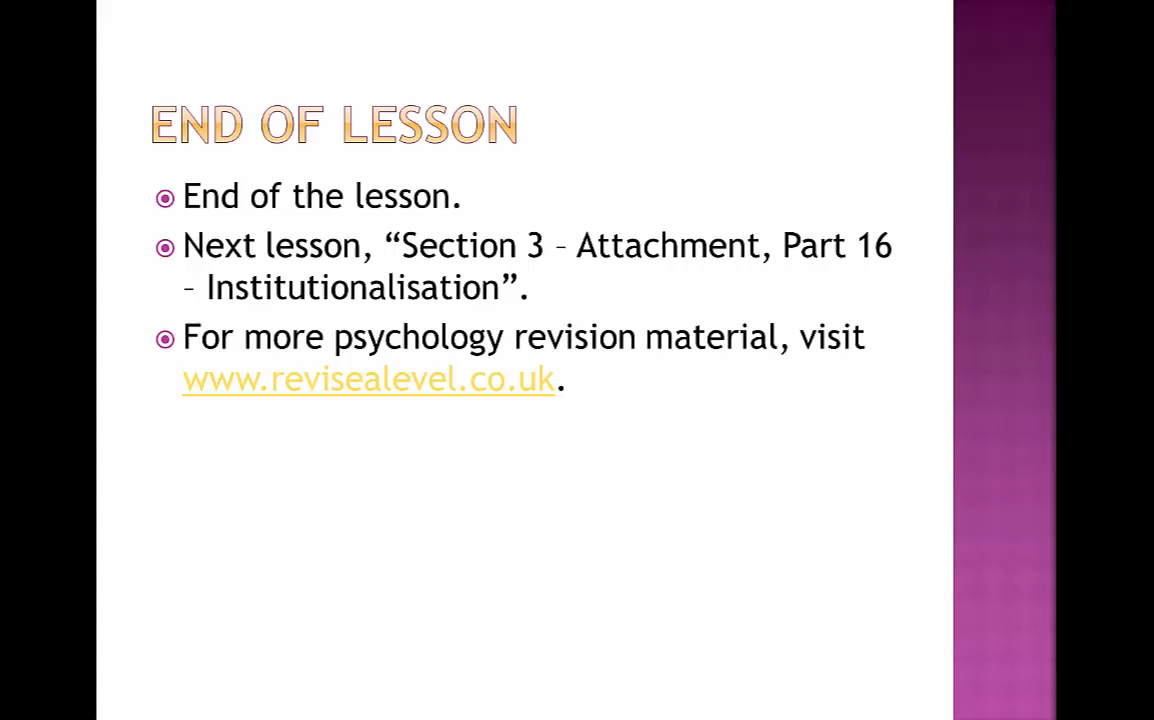 END OF LESSON
End of the lesson.
Next lesson, “Section 3 – Attachment, Part 16
– Institutionalisation”.
For more psychology revision material, visit
www.revisealevel.co.uk.